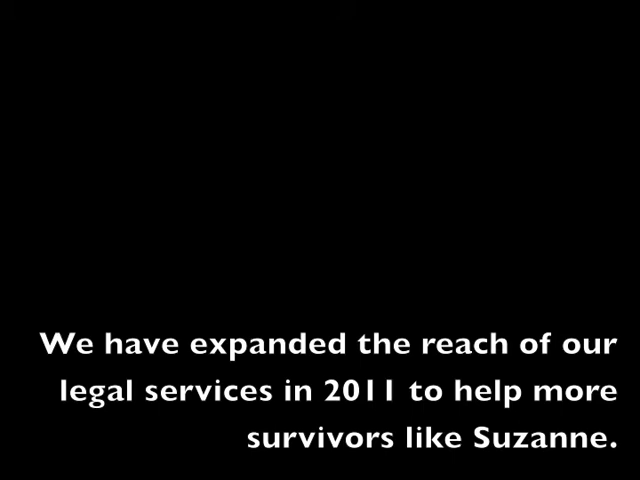 We have expanded the reach of our
legal services in 2011 to help more
survivors like Suzanne.